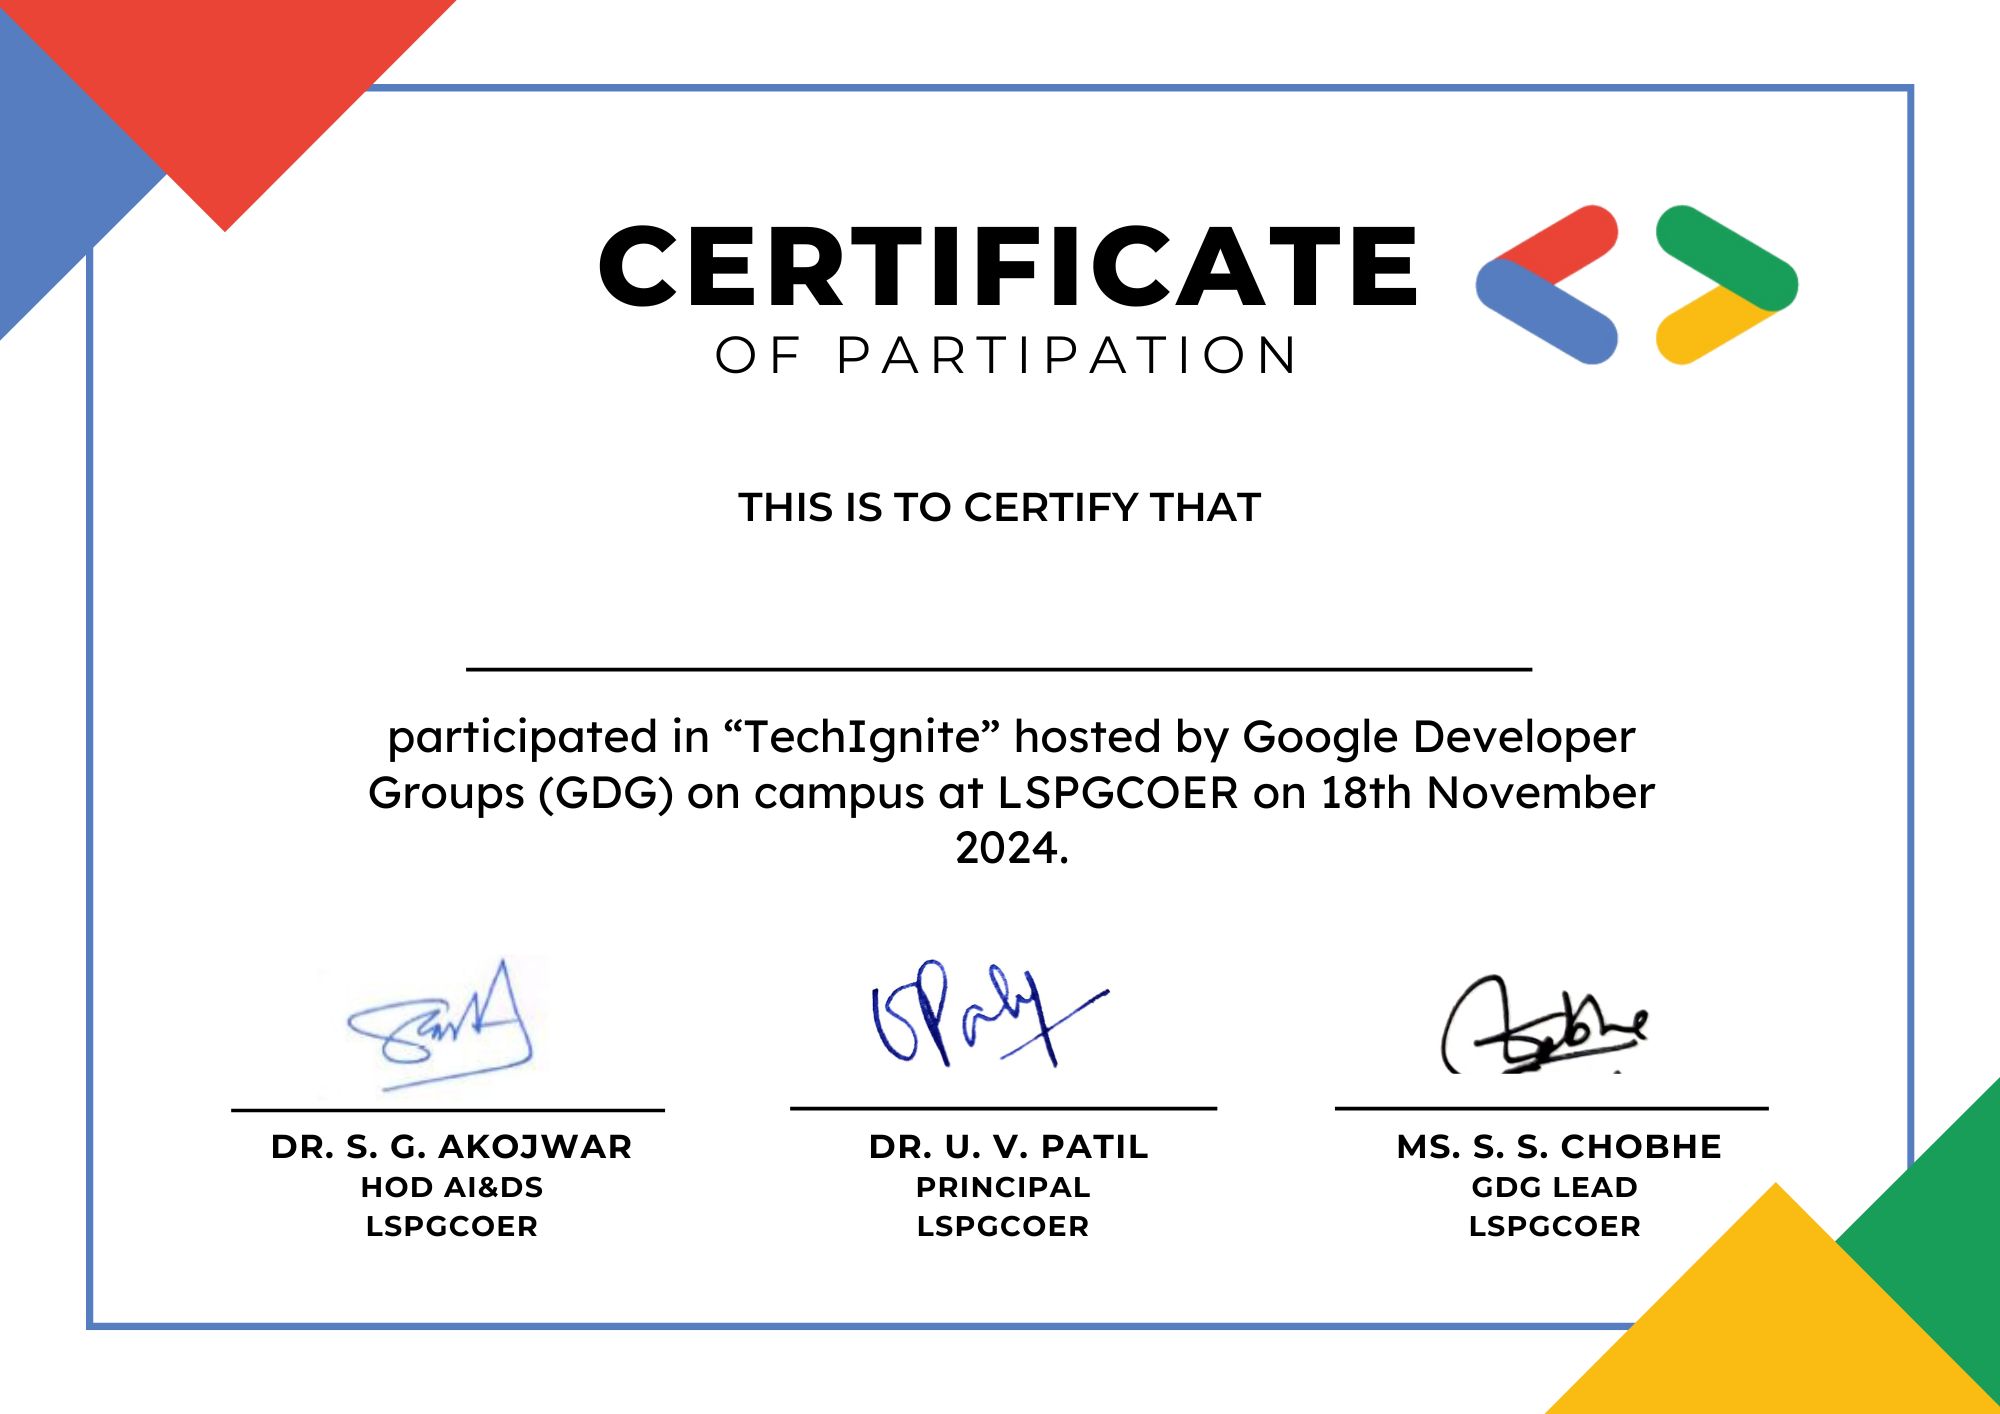 CERTIFICATE
OF PARTIPATION
THIS IS TO CERTIFY THAT
participated in “TechIgnite” hosted by Google Developer
Groups (GDG) on campus at LSPGCOER on 18th November
2024.
DR. S. G. AKOJWAR
HOD AI&DS
LSPGCOER
DR. U. V. PATIL
PRINCIPAL
LSPGCOER
MS. S. S. CHOBHE
GDG LEAD
LSPGCOER